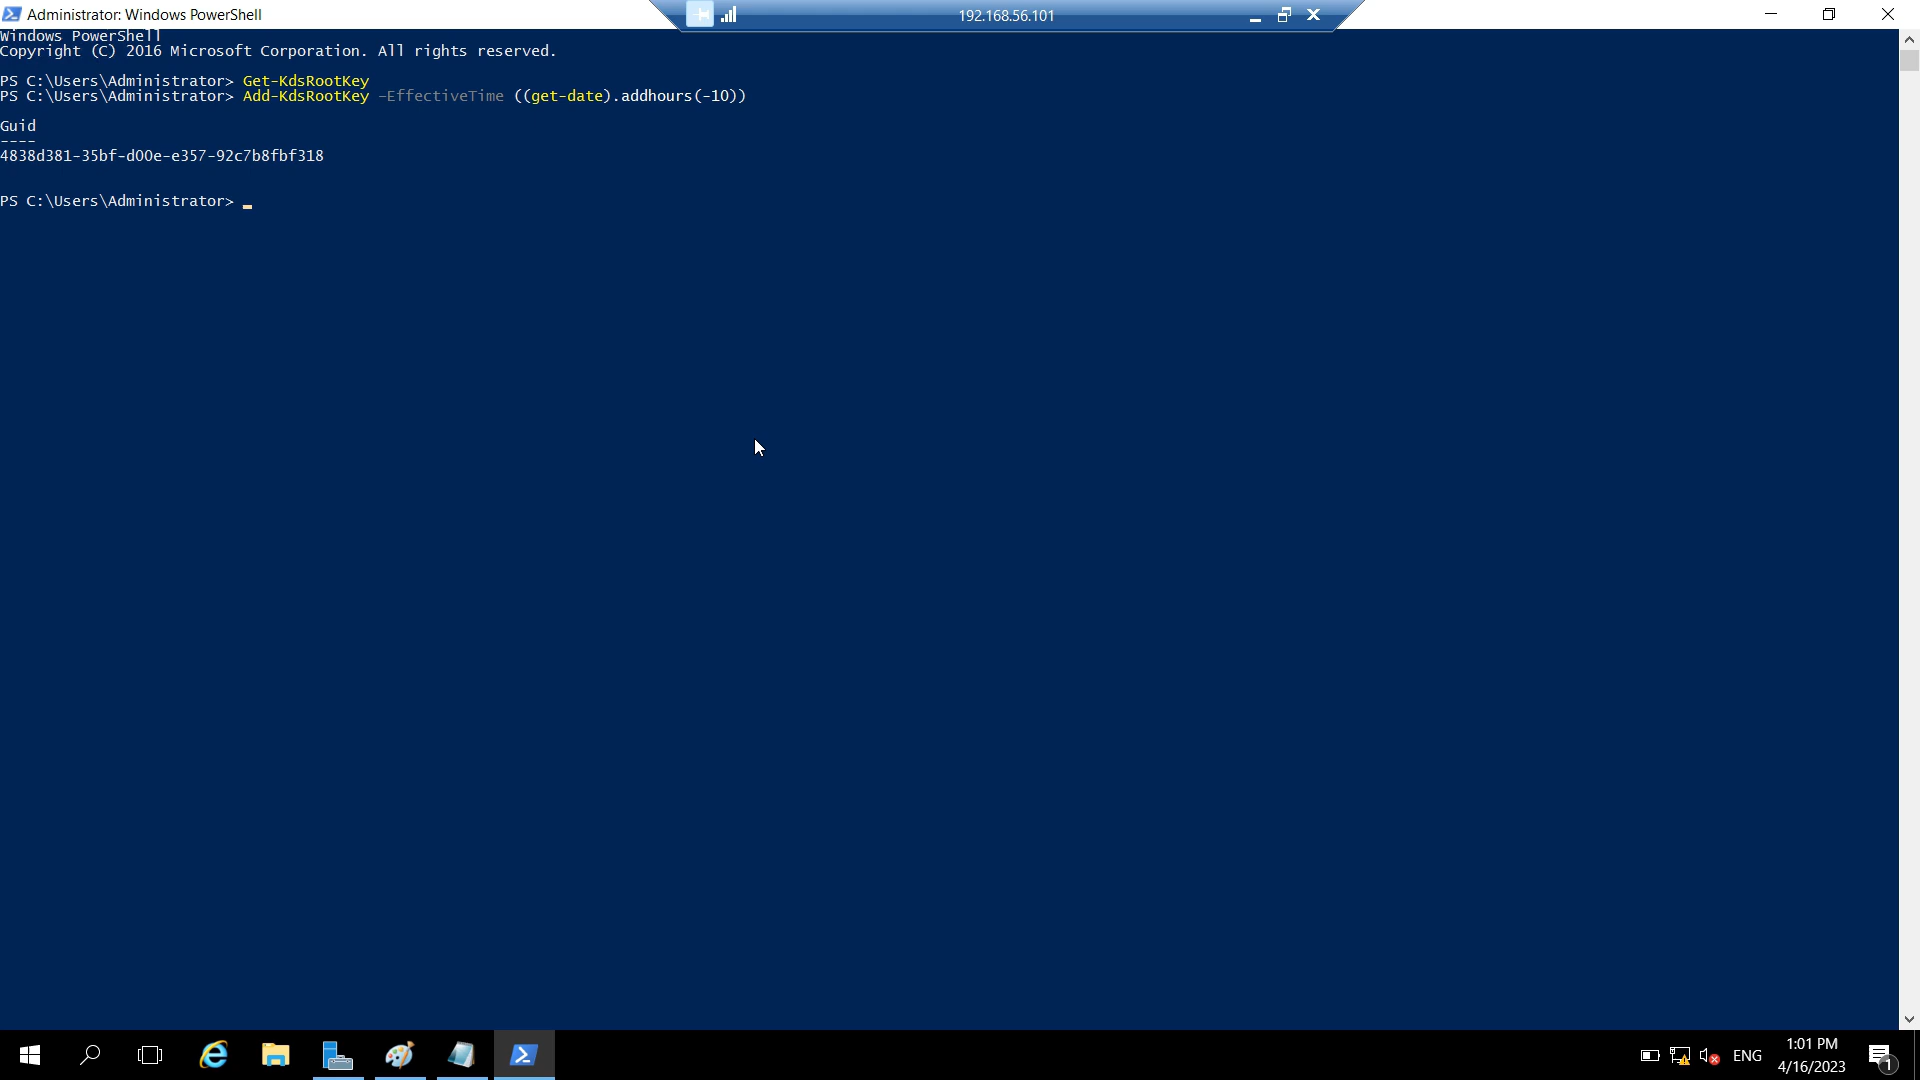 Administrator: Windows PowerShell
192.168.56.101
Windows PowerShell
Copyright (C) 2016 Microsoft Corporation. All rights reserved.
PS C:\Users\Administrator> Get-KdsRootKey
PS C:\Users\Administrator> Add-KdsRootKey -EffectiveTime ((get-date).addhours(-10))
Guid
----
4838d381-35bf-d00e-e357-92c7b8fbf318
PS C:\Users\Administrator>
ENG
1:01 PM
4/16/2023
1